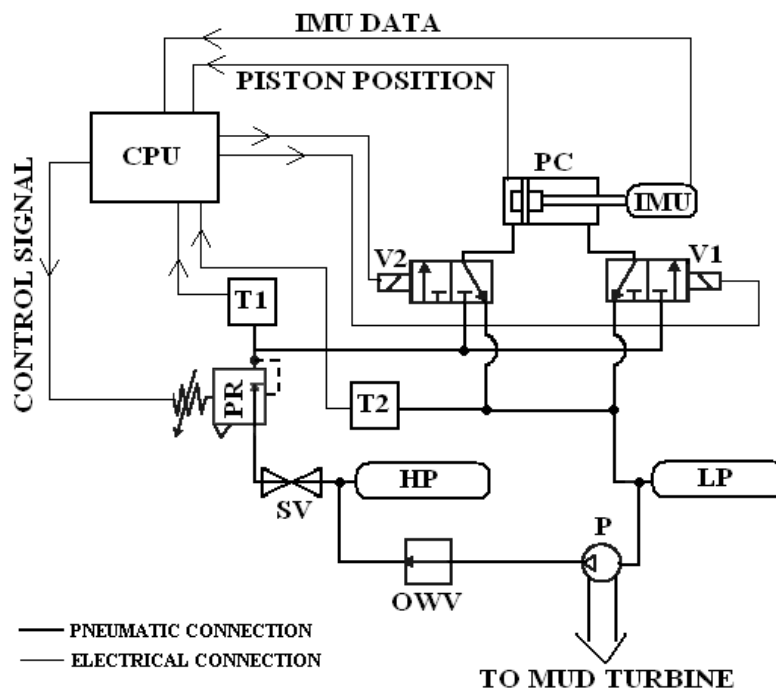 IMU DATA
PISTON POSITION
CPU
PC
IMU
CONTROL SIGNAL
V2
V1
T1
PR
T2
SV
HP
LP
P
OWV
PNEUMATIC CONNECTION
ELECTRICAL CONNECTION
TO MUD TURBINE